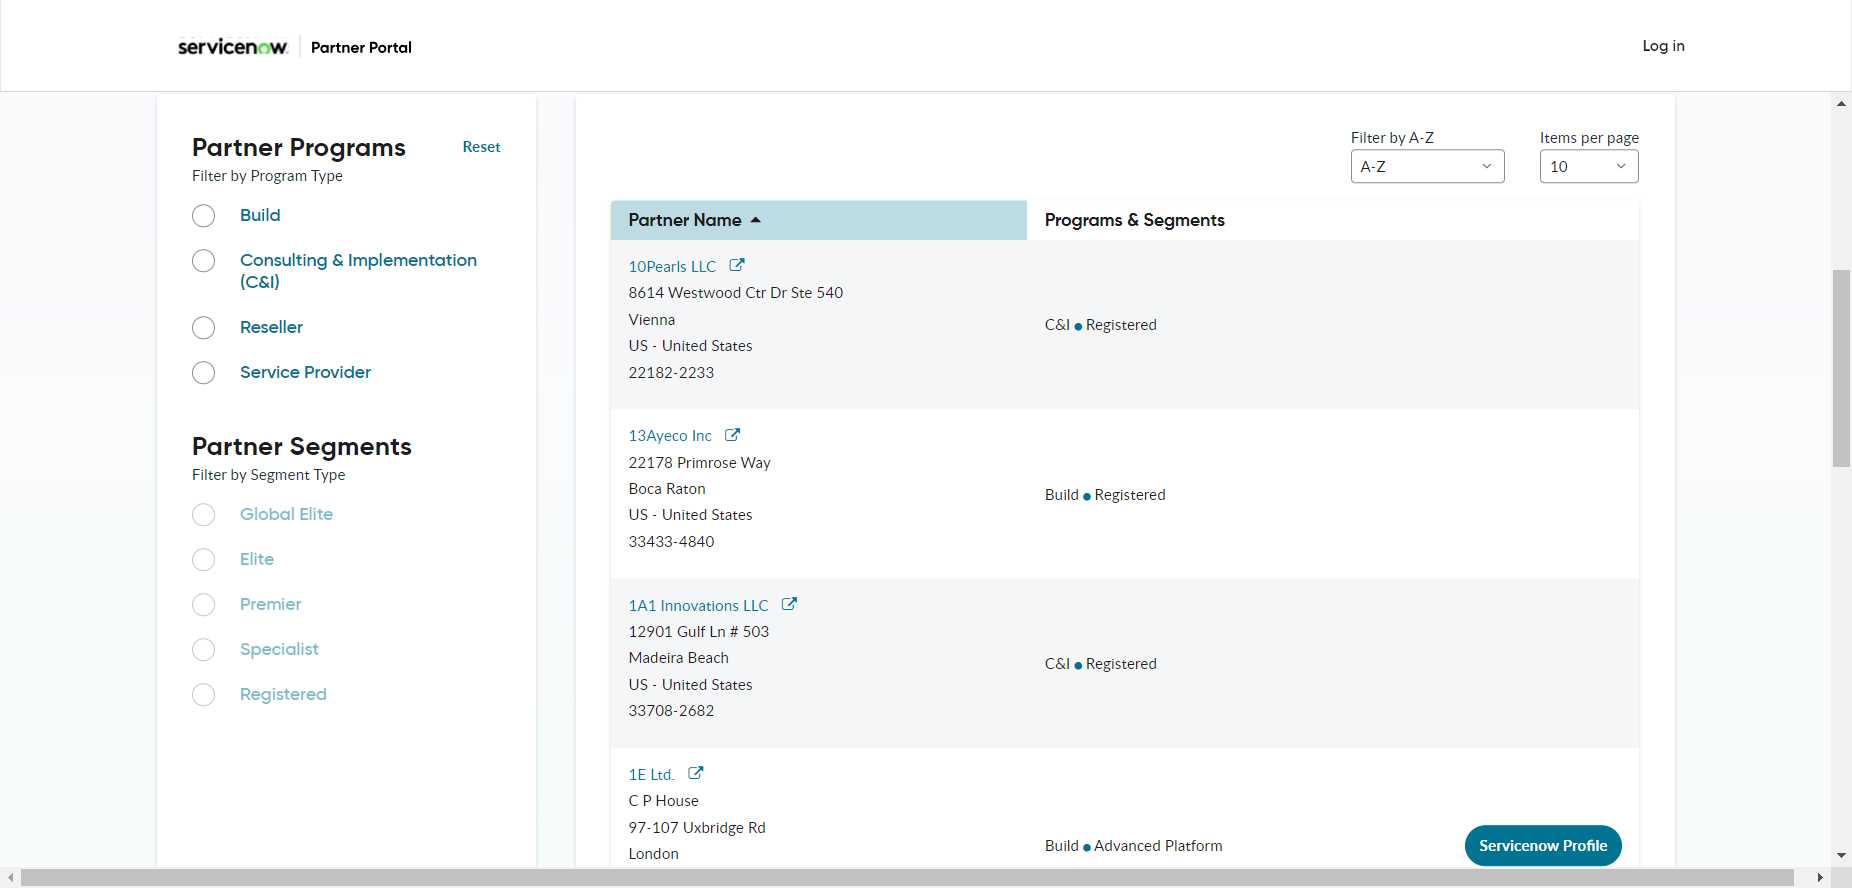 servicenow Partner Portal
Log in
Partner Programs
Reset
Filter by Program Type
Build
Consulting & Implementation
(C&I)
Reseller
Service Provider
Partner Segments
Filter by Segment Type
Global Elite
Elite
Premier
Specialist
Registered
Filter by A-Z
A-Z
Items per page
10
Partner Name
Programs & Segments
10Pearls LLC
8614 Westwood Ctr Dr Ste 540
Vienna
US - United States
22182-2233
C&I ● Registered
13Ayeco Inc
22178 Primrose Way
Boca Raton
US - United States
33433-4840
Build ● Registered
1A1 Innovations LLC
12901 Gulf Ln # 503
Madeira Beach
US - United States
33708-2682
C&I ● Registered
1E Ltd.
C P House
97-107 Uxbridge Rd
London
Build ● Advanced Platform
Servicenow Profile